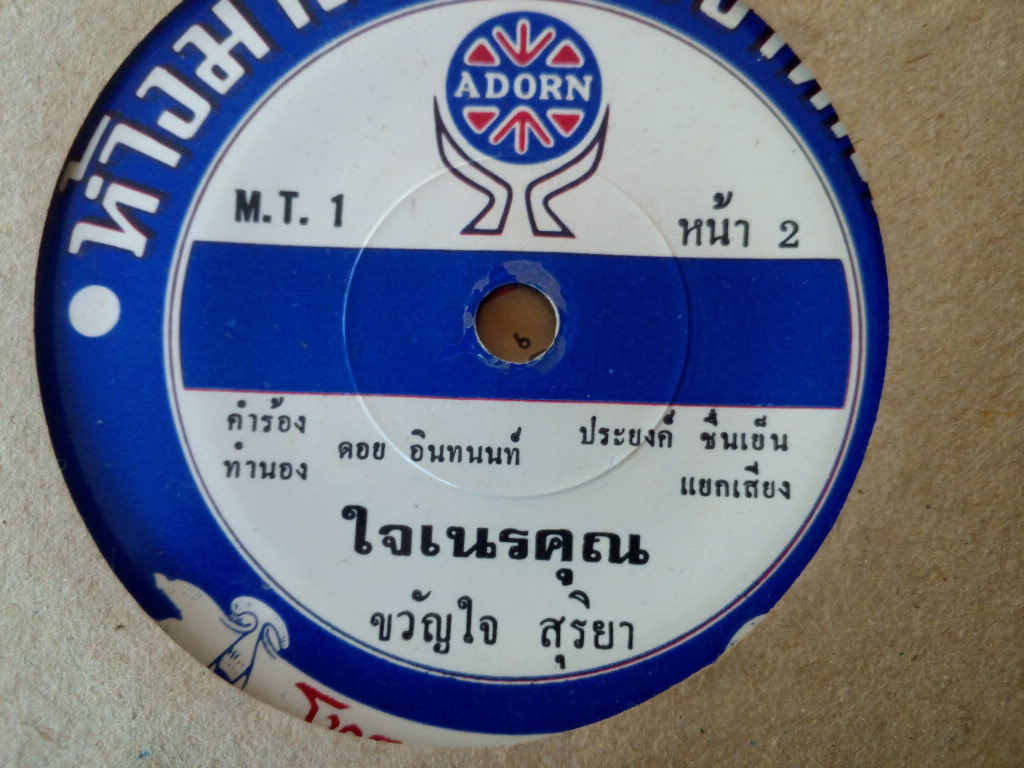 ADORN
M.T. 1
หน้า 2
คำร้อง
ทำนอง
ดอย อินทนนท์
ประยงค์ ชื่นเย็น
แยกเสียง
ใจเนรคุณ
ขวัญใจ สุริยา